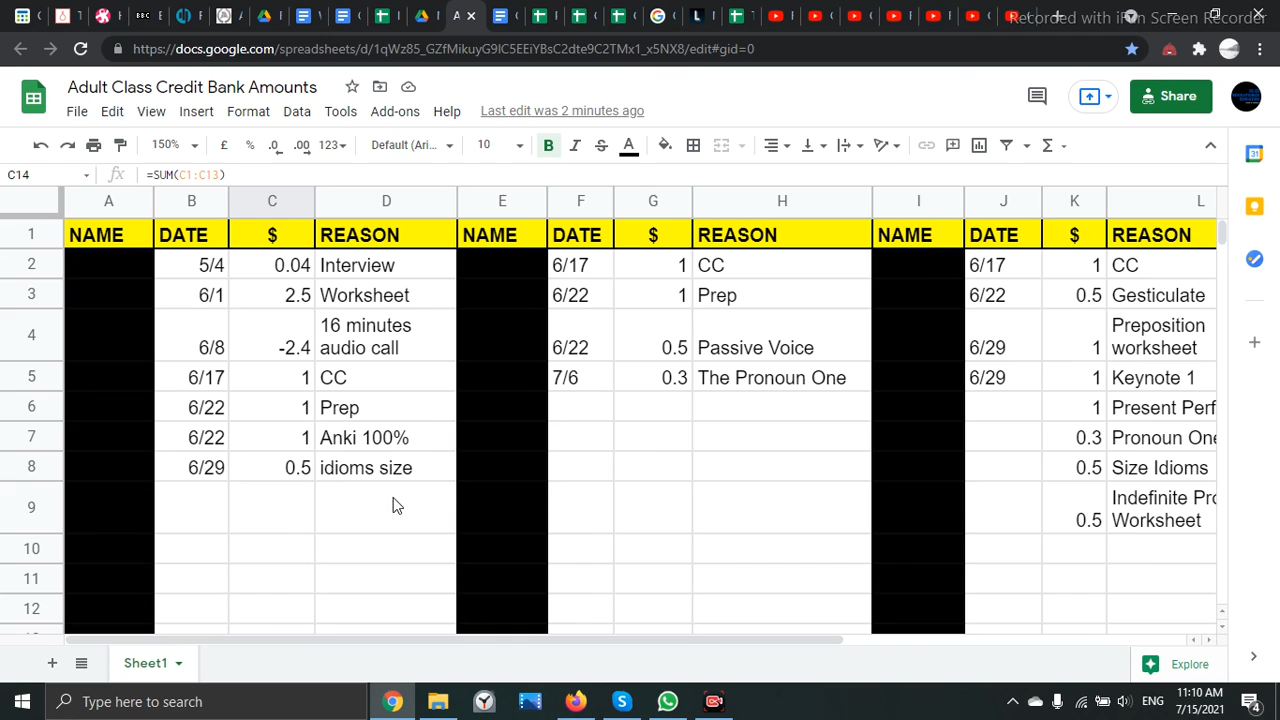 Recorded with iFun Screen Recorder
https://docs.google.com/spreadsheets/d/1qWz85_GZfMikuyG9IC5EEiYBsC2dte9C2TMx1_x5NX8/edit#gid=0
Adult Class Credit Bank Amounts
File Edit View Insert Format Data Tools Add-ons Help Last edit was 2 minutes ago
Share
150% £ % .0 .00 123 Default (Ari... 10 B I S A
C14 fx =SUM(C1:C13)
A B C D E F G H I J K L
1 NAME DATE $ REASON NAME DATE $ REASON NAME DATE $ REASON
2 5/4 0.04 Interview 6/17 1 CC 6/17 1 CC
3 6/1 2.5 Worksheet 6/22 1 Prep 6/22 0.5 Gesticulate
16 minutes Preposition
4 6/8 -2.4 audio call 6/22 0.5 Passive Voice 6/29 1 worksheet
5 6/17 1 CC 7/6 0.3 The Pronoun One 6/29 1 Keynote 1
6 6/22 1 Prep 1 Present Perf
7 6/22 1 Anki 100% 0.3 Pronoun One
8 6/29 0.5 idioms size 0.5 Size Idioms
Indefinite Pro
9 0.5 Worksheet
10
11
12
Sheet1 Explore
Type here to search ENG 11:10 AM
7/15/2021 4